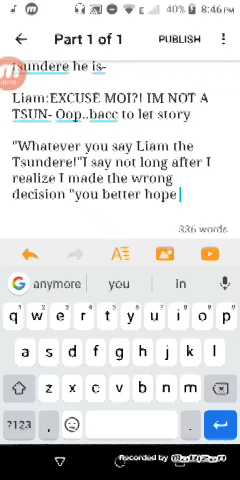 40% 8:46PM
Part 1 of 1 PUBLISH
tsundere he is-
Liam:EXCUSE MOI?! IM NOT A
TSUN- Oop..bacc to let story
"Whatever you say Liam the
Tsundere!"I say not long after I
realize I made the wrong
decision "you better hope
336 words
anymore you in
q w e r t y u i o p
a s d f g h j k l
z x c v b n m
?123 , .
Recorded by